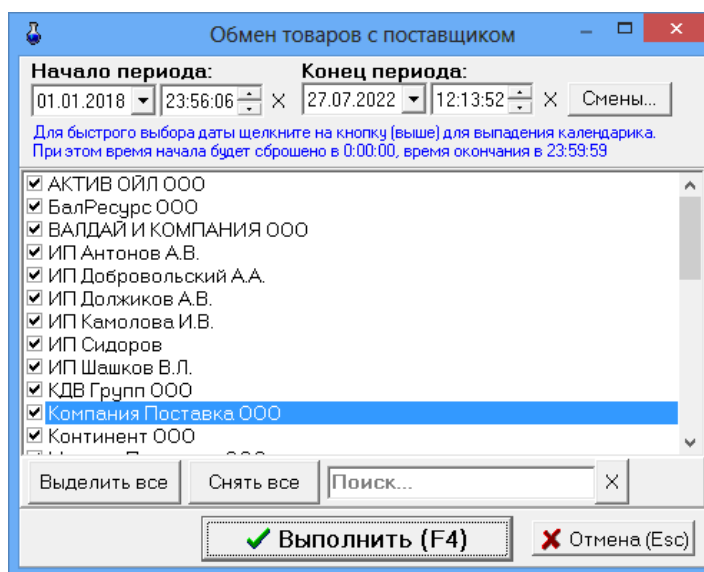 Обмен товаров с поставщиком
Начало периода: Конец периода:
01.01.2018 23:56:06 X 27.07.2022 12:13:52 X Смены...
Для быстрого выбора даты щелкните на кнопку (выше) для выпадения календарика.
При этом время начала будет сброшено в 0:00:00, время окончания в 23:59:59
АКТИВ ОЙЛ ООО
БалРесурс ООО
ВАЛДАЙ И КОМПАНИЯ ООО
ИП Антонов А.В.
ИП Добровольский А.А.
ИП Должиков А.В.
ИП Камолова И.В.
ИП Сидоров
ИП Шашков В.Л.
КДВ Групп ООО
Компания Поставка ООО
Континент ООО
Выделить все Снять все Поиск... X
Выполнить (F4) Отмена (Esc)